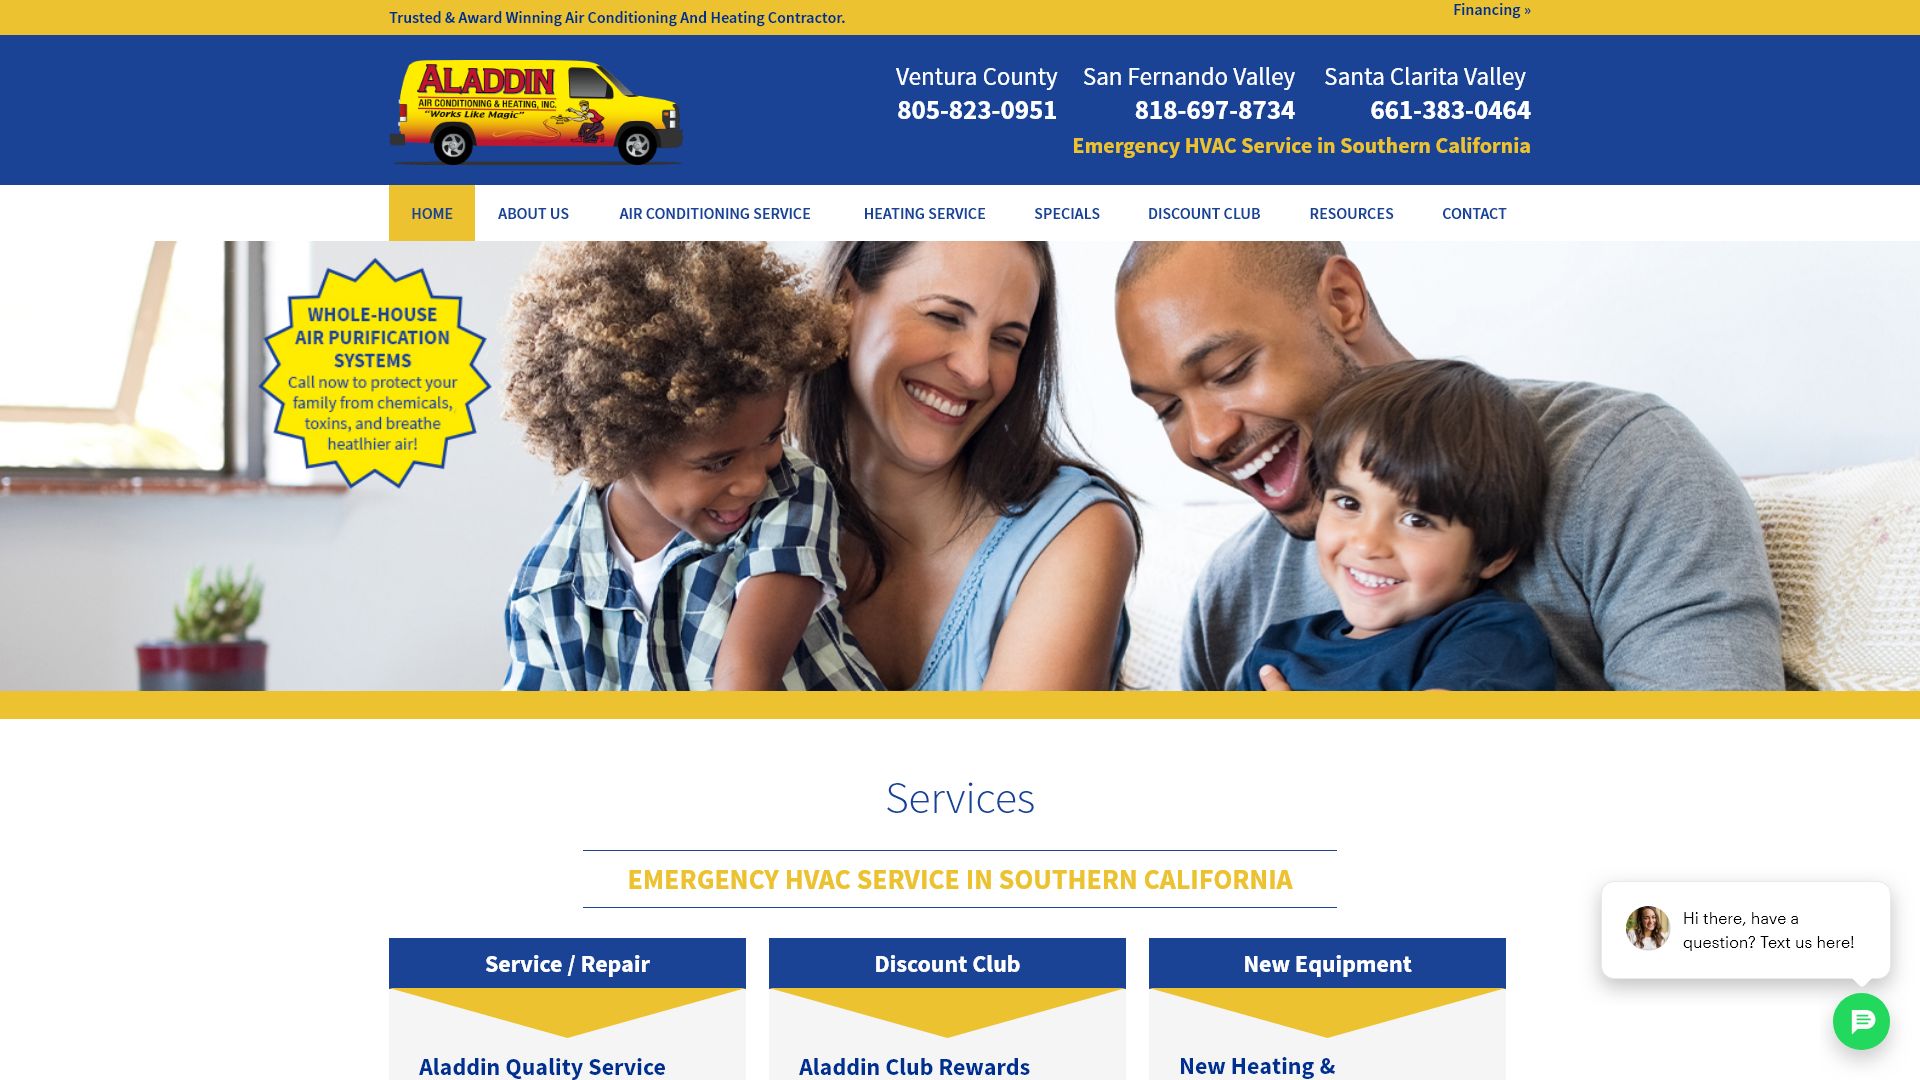 Trusted & Award Winning Air Conditioning And Heating Contractor.
Financing »
ALADDIN
AIR CONDITIONING & HEATING, INC.
"Works Like Magic"
Ventura County
805-823-0951
San Fernando Valley
818-697-8734
Santa Clarita Valley
661-383-0464
Emergency HVAC Service in Southern California
HOME
ABOUT US
AIR CONDITIONING SERVICE
HEATING SERVICE
SPECIALS
DISCOUNT CLUB
RESOURCES
CONTACT
WHOLE-HOUSE
AIR PURIFICATION
SYSTEMS
Call now to protect your
family from chemicals,
toxins, and breathe
heatlhier air!
Services
EMERGENCY HVAC SERVICE IN SOUTHERN CALIFORNIA
Service / Repair
Discount Club
New Equipment
Aladdin Quality Service
Aladdin Club Rewards
New Heating &
Hi there, have a
question? Text us here!